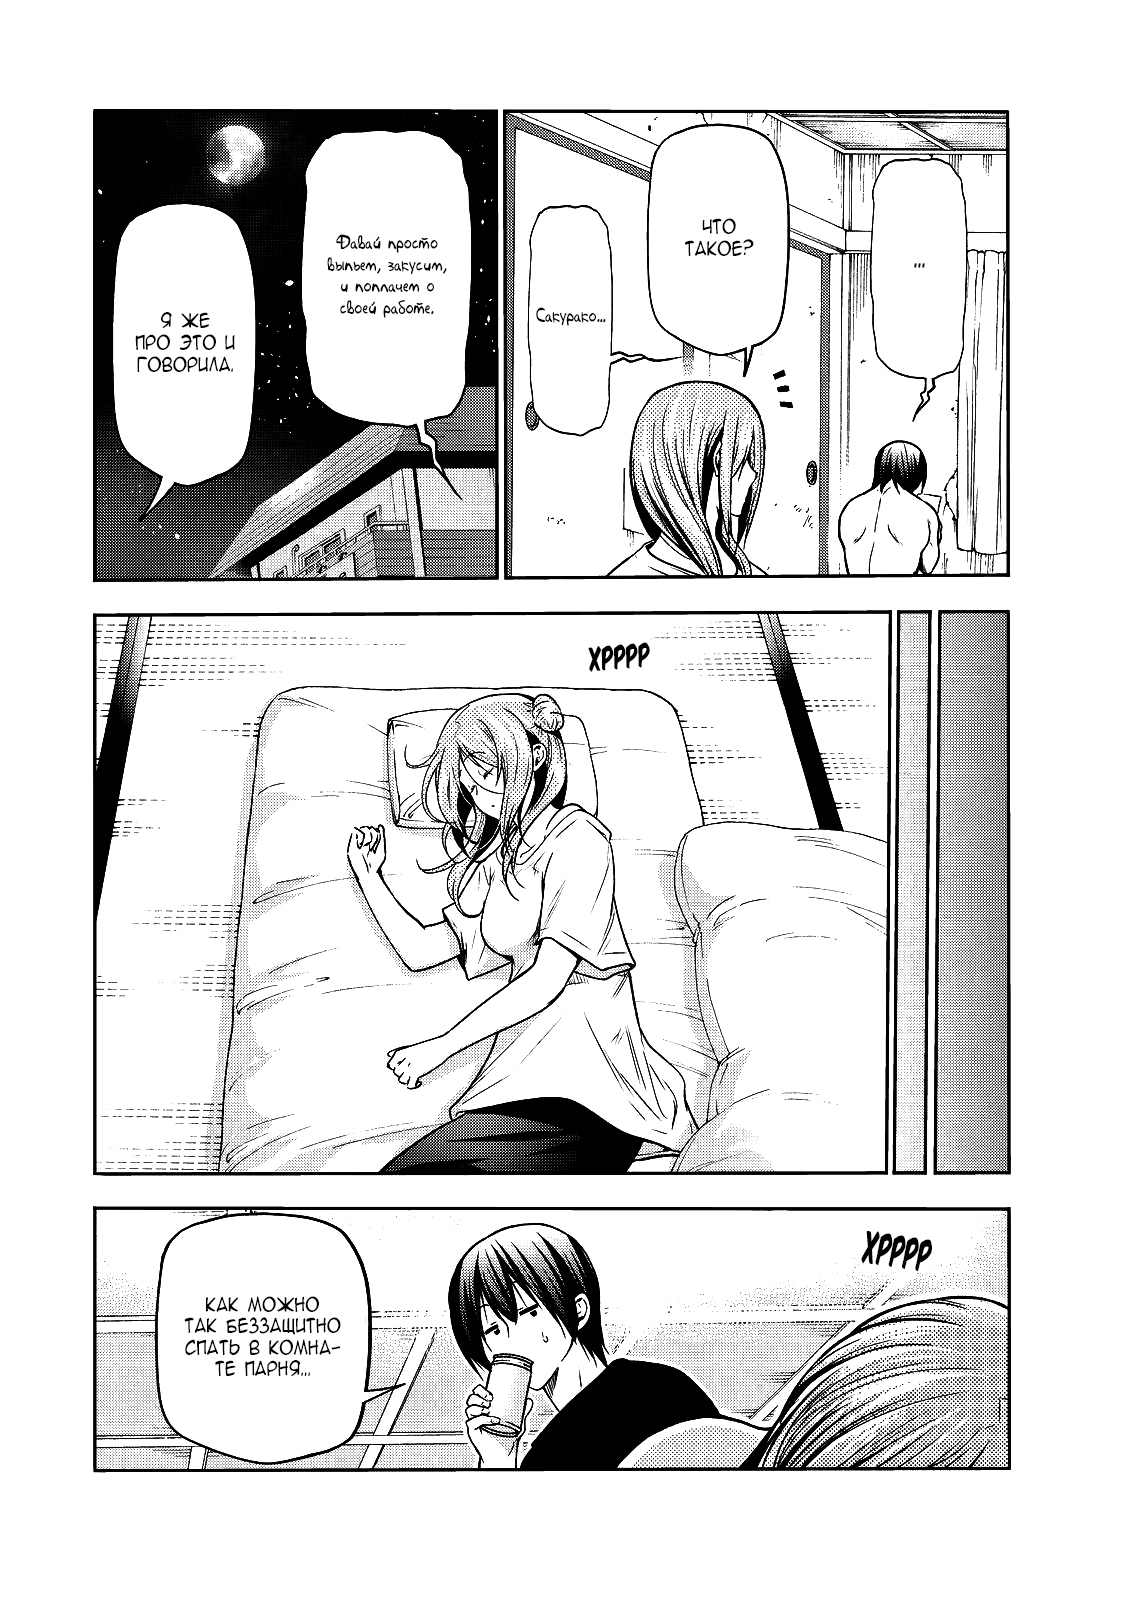 ...
ЧТО
ТАКОЕ?
Сакурако...
Давай просто
выпьем, закусим,
и поплачем о
своей работе.
Я ЖЕ
ПРО ЭТО И
ГОВОРИЛА.
ХРРРР
ХРРРР
КАК МОЖНО
ТАК БЕЗЗАЩИТНО
СПАТЬ В КОМНА-
ТЕ ПАРНЯ...